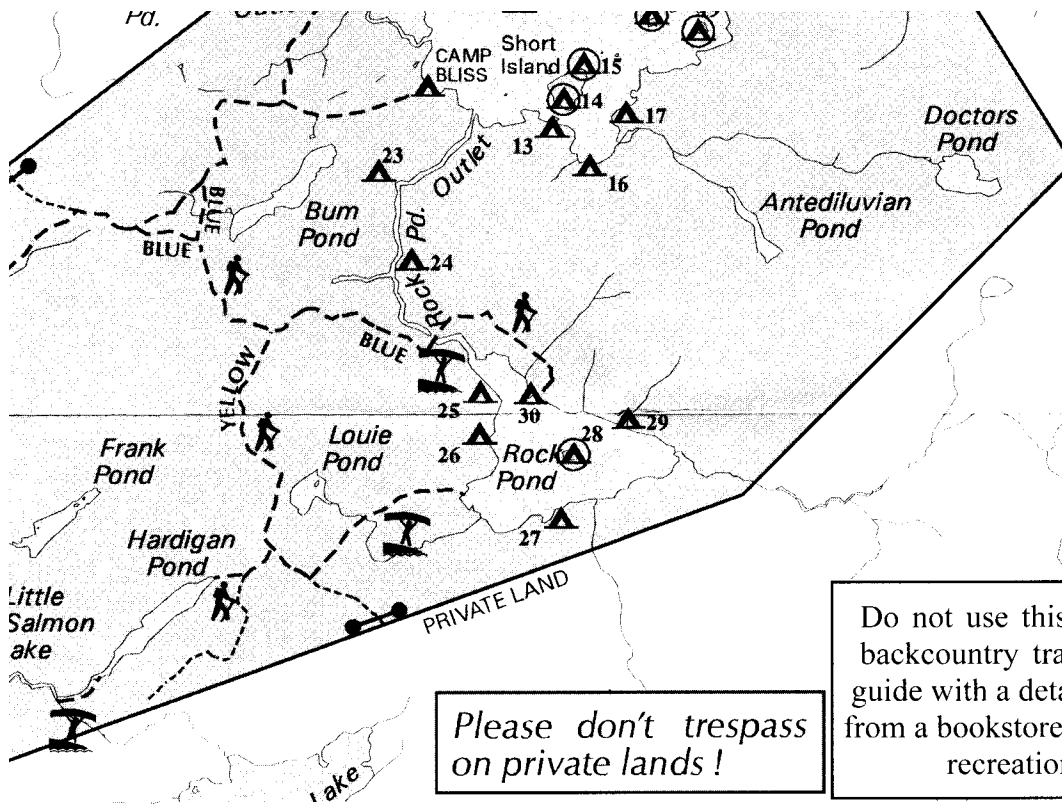 Pd.
CAMP
BLISS
Short
Island
15
14
13
17
16
Doctors
Pond
Antediluvian
Pond
23
Outlet
Bum
Pond
BLUE
BLUE
Pd.
24
Rock
BLUE
YELLOW
25
30
28
29
26
Rock
Pond
27
Frank
Pond
Louie
Pond
Hardigan
Pond
Little
Salmon
ake
PRIVATE LAND
Lake
Please don't trespass
on private lands !
Do not use this
backcountry tra
guide with a deta
from a bookstore
recreation